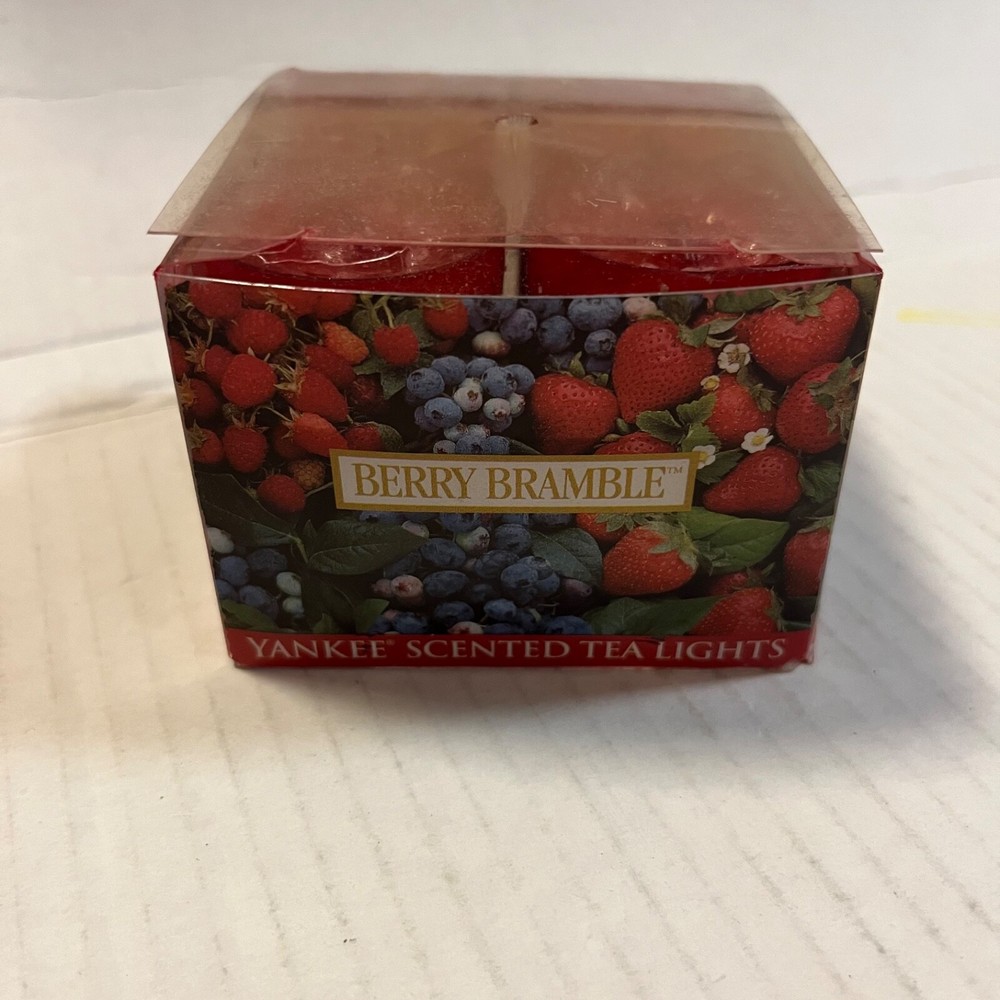 BERRY BRAMBLE™
YANKEE® SCENTED TEA LIGHTS